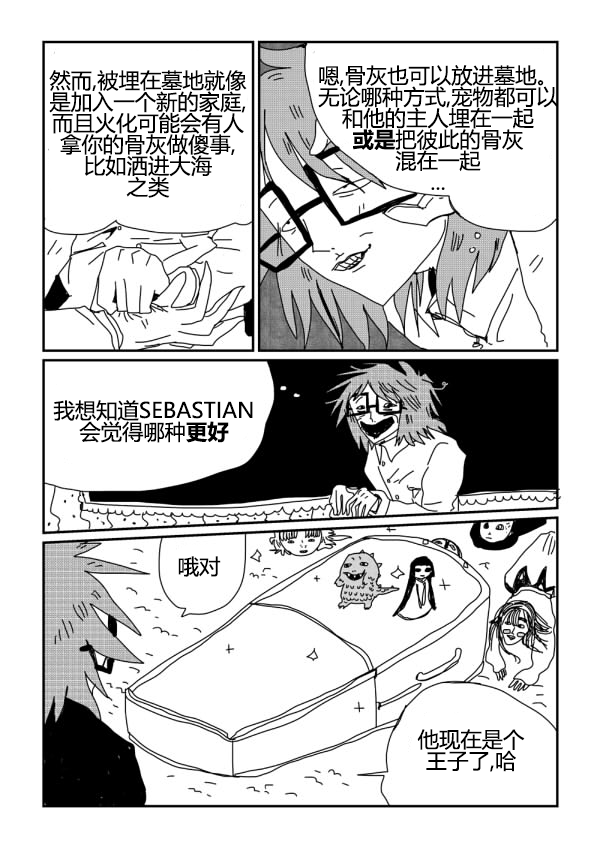 嗯,骨灰也可以放进墓地。
无论哪种方式,宠物都可以
和他的主人埋在一起
或是把彼此的骨灰
混在一起
...
然而,被埋在墓地就像
是加入一个新的家庭,
而且火化可能会有人
拿你的骨灰做傻事,
比如洒进大海
之类
我想知道SEBASTIAN
会觉得哪种更好
哦对
他现在是个
王子了,哈